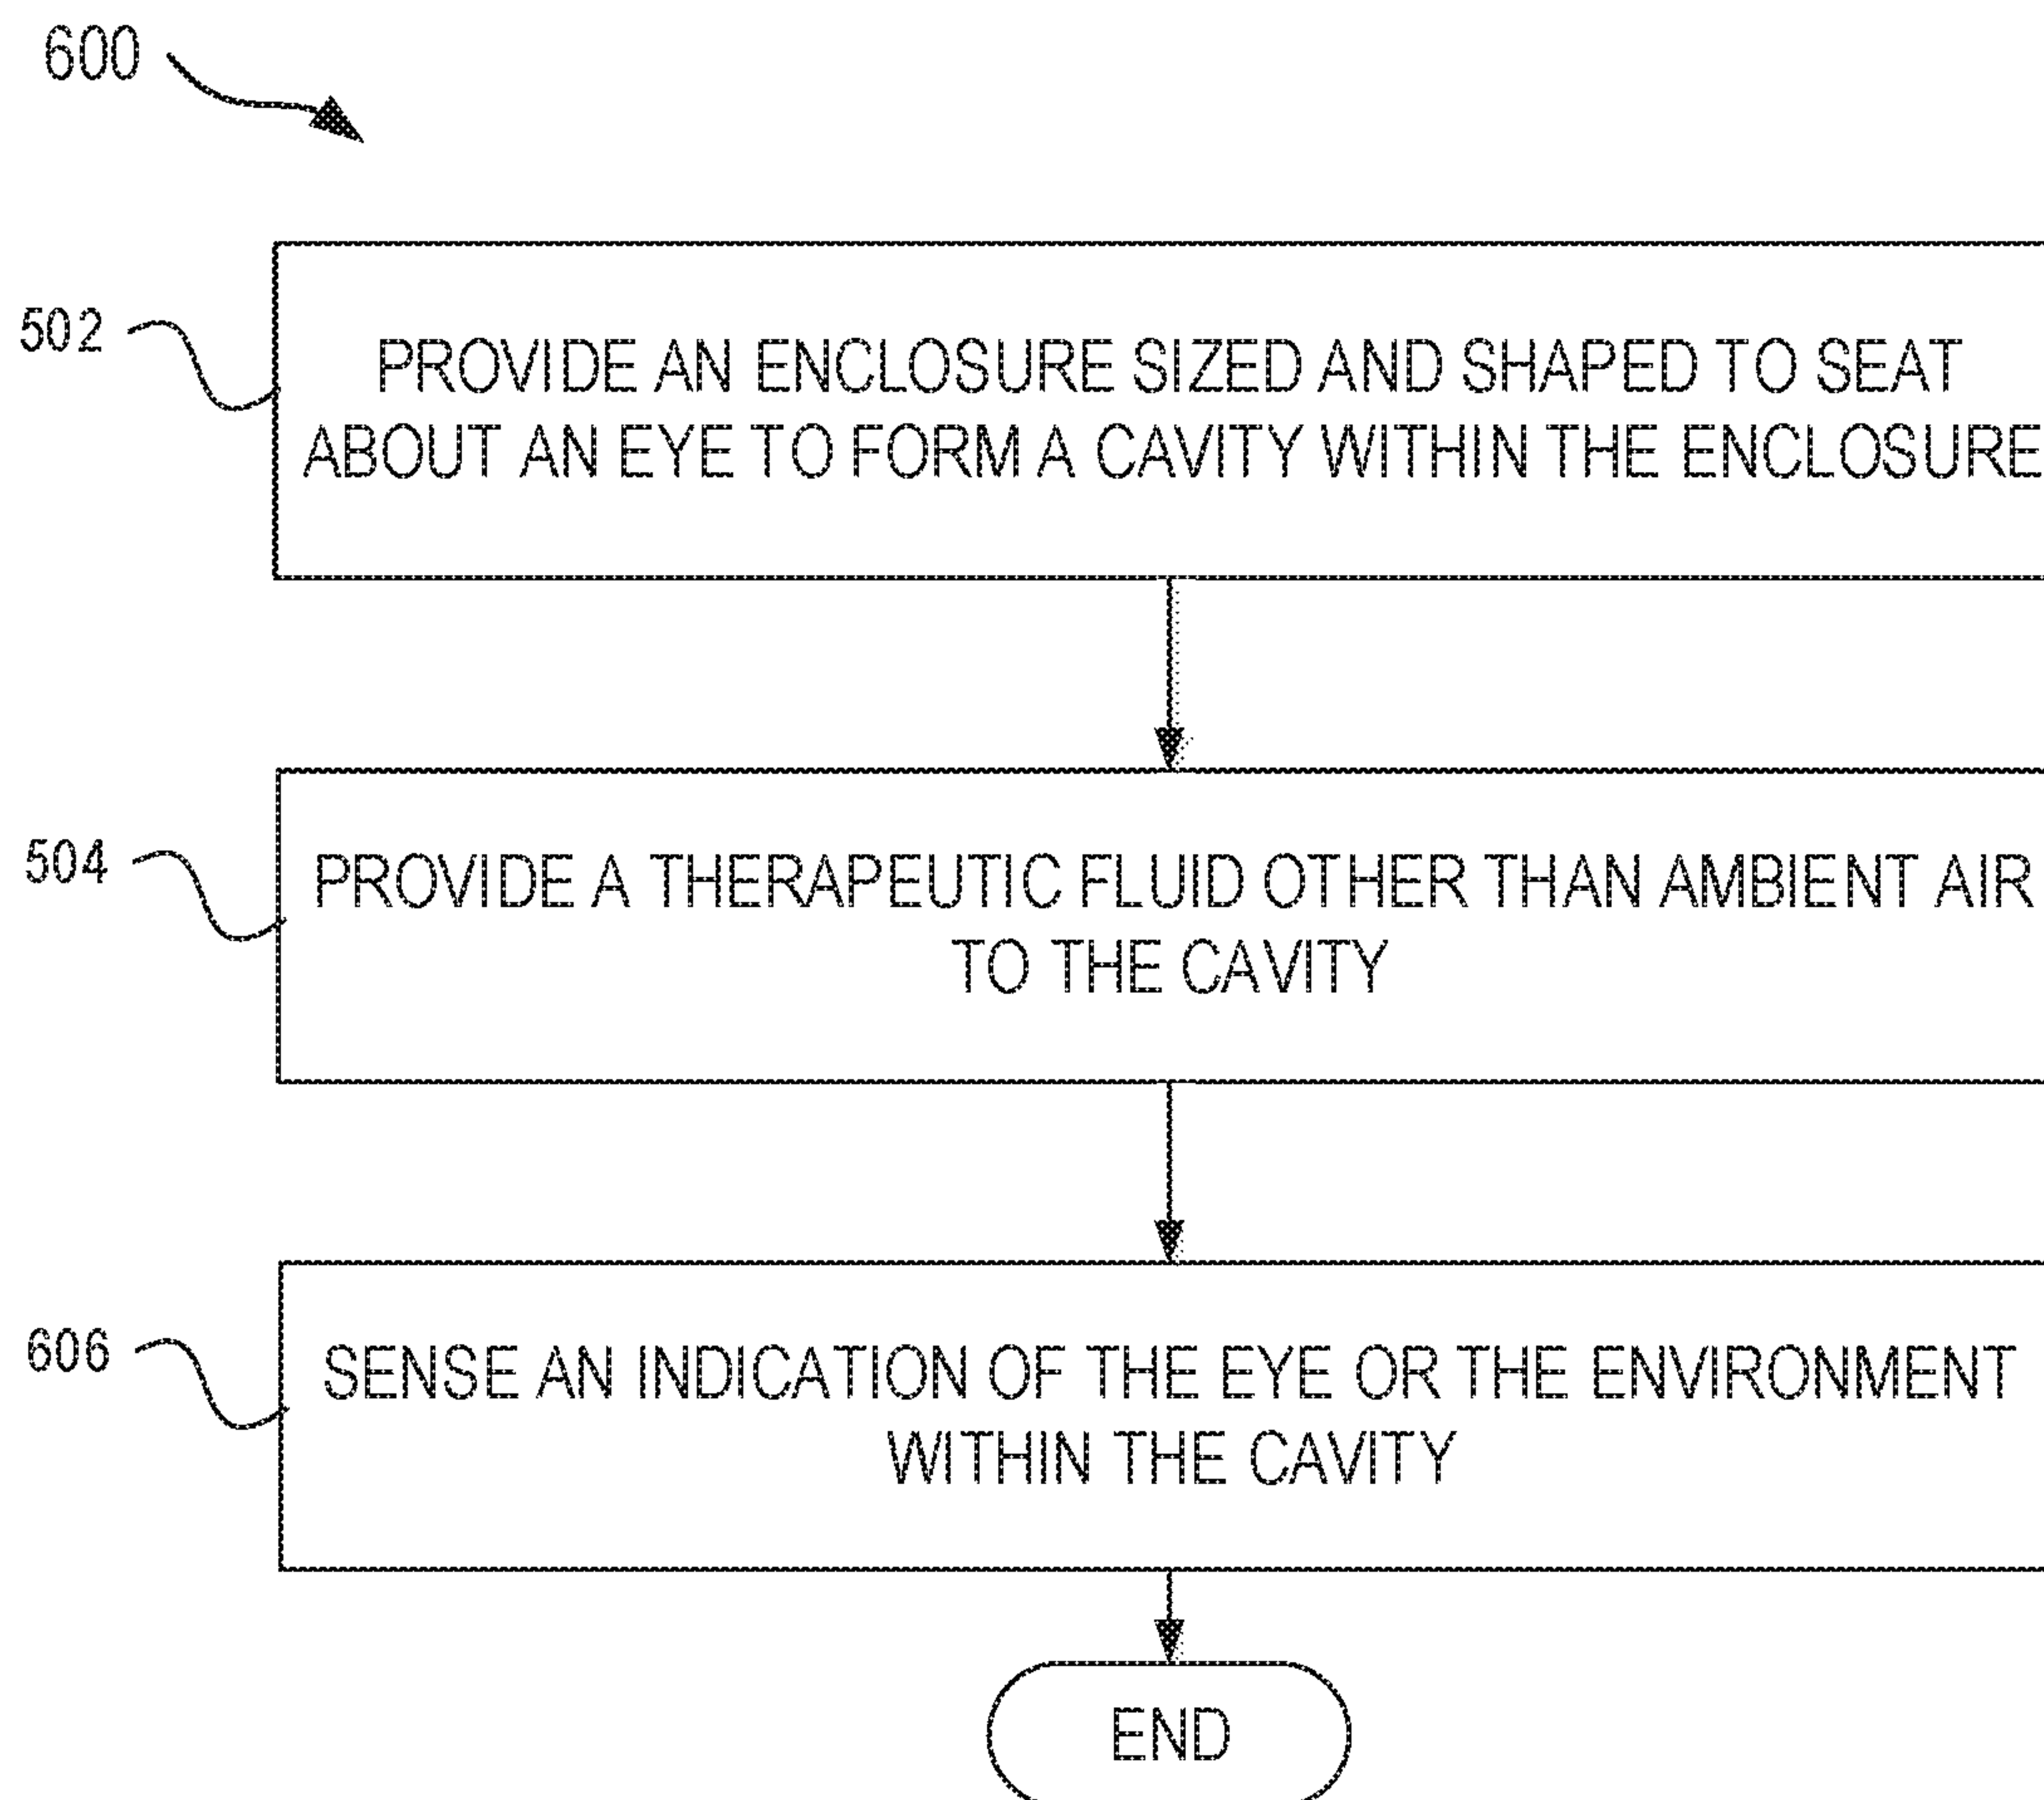 600
502
PROVIDE AN ENCLOSURE SIZED AND SHAPED TO SEAT
ABOUT AN EYE TO FORM A CAVITY WITHIN THE ENCLOSURE
504
PROVIDE A THERAPEUTIC FLUID OTHER THAN AMBIENT AIR
TO THE CAVITY
606
SENSE AN INDICATION OF THE EYE OR THE ENVIRONMENT
WITHIN THE CAVITY
END